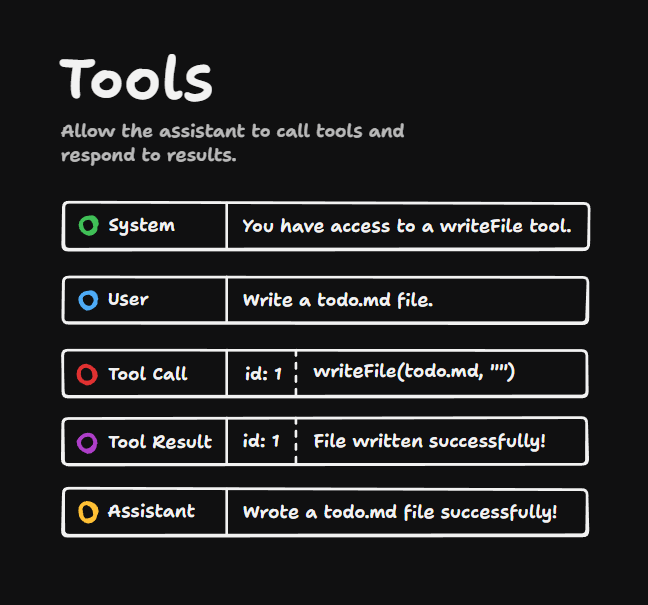 Tools
Allow the assistant to call tools and
respond to results.
System You have access to a writeFile tool.
User Write a todo.md file.
Tool Call id: 1 writeFile(todo.md, "")
Tool Result id: 1 File written successfully!
Assistant Wrote a todo.md file successfully!